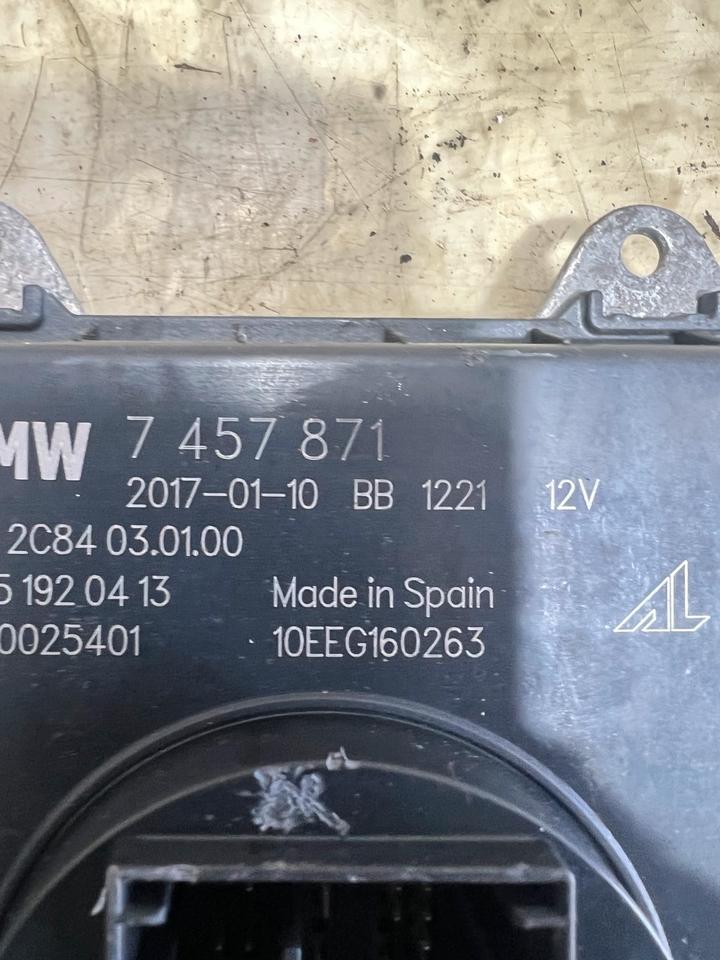 MW 7 457 871
2017-01-10 BB 1221 12V
2C84 03.01.00
5 192 04 13 Made in Spain
0025401 10EEG160263
AL